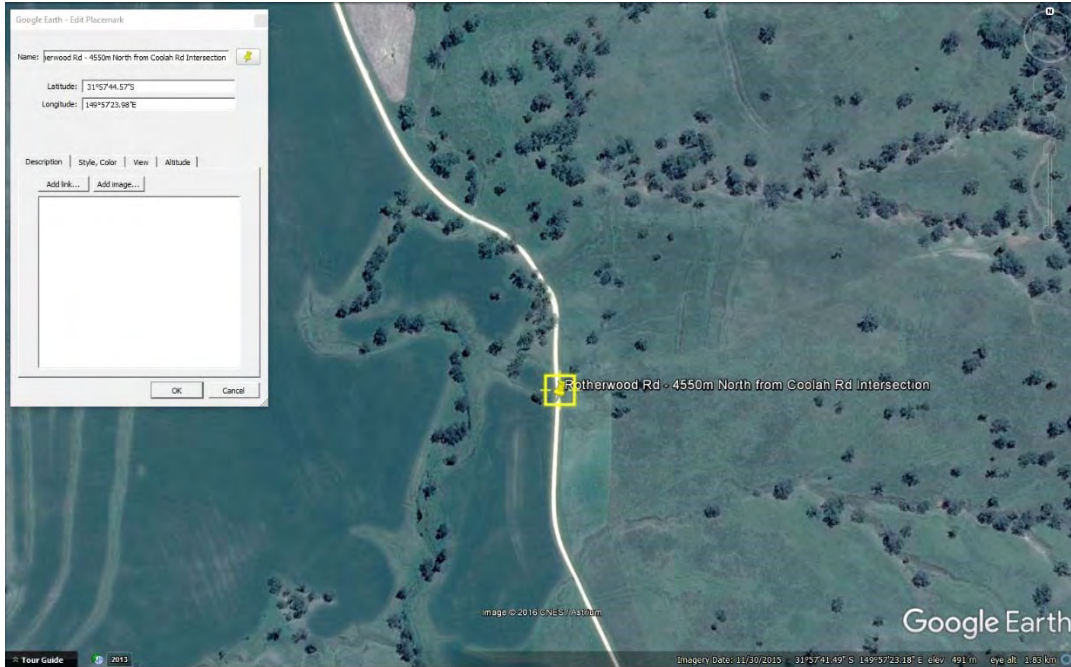 Google Earth - Edit Placemark
Name: herwood Rd - 4550m North from Coolah Rd Intersection
Latitude: 31°57'44.57"S
Longitude: 149°57'23.98"E
Description Style, Color View Altitude
Add link... Add image...
OK Cancel
N
Rotherwood Rd - 4550m North from Coolah Rd Intersection
Image © 2016 CNES / Astrium
Google Earth
Tour Guide 2013 Imagery Date: 11/30/2015 31°57'41.49" S 149°57'23.18" E elev 491 m eye alt 1.83 km